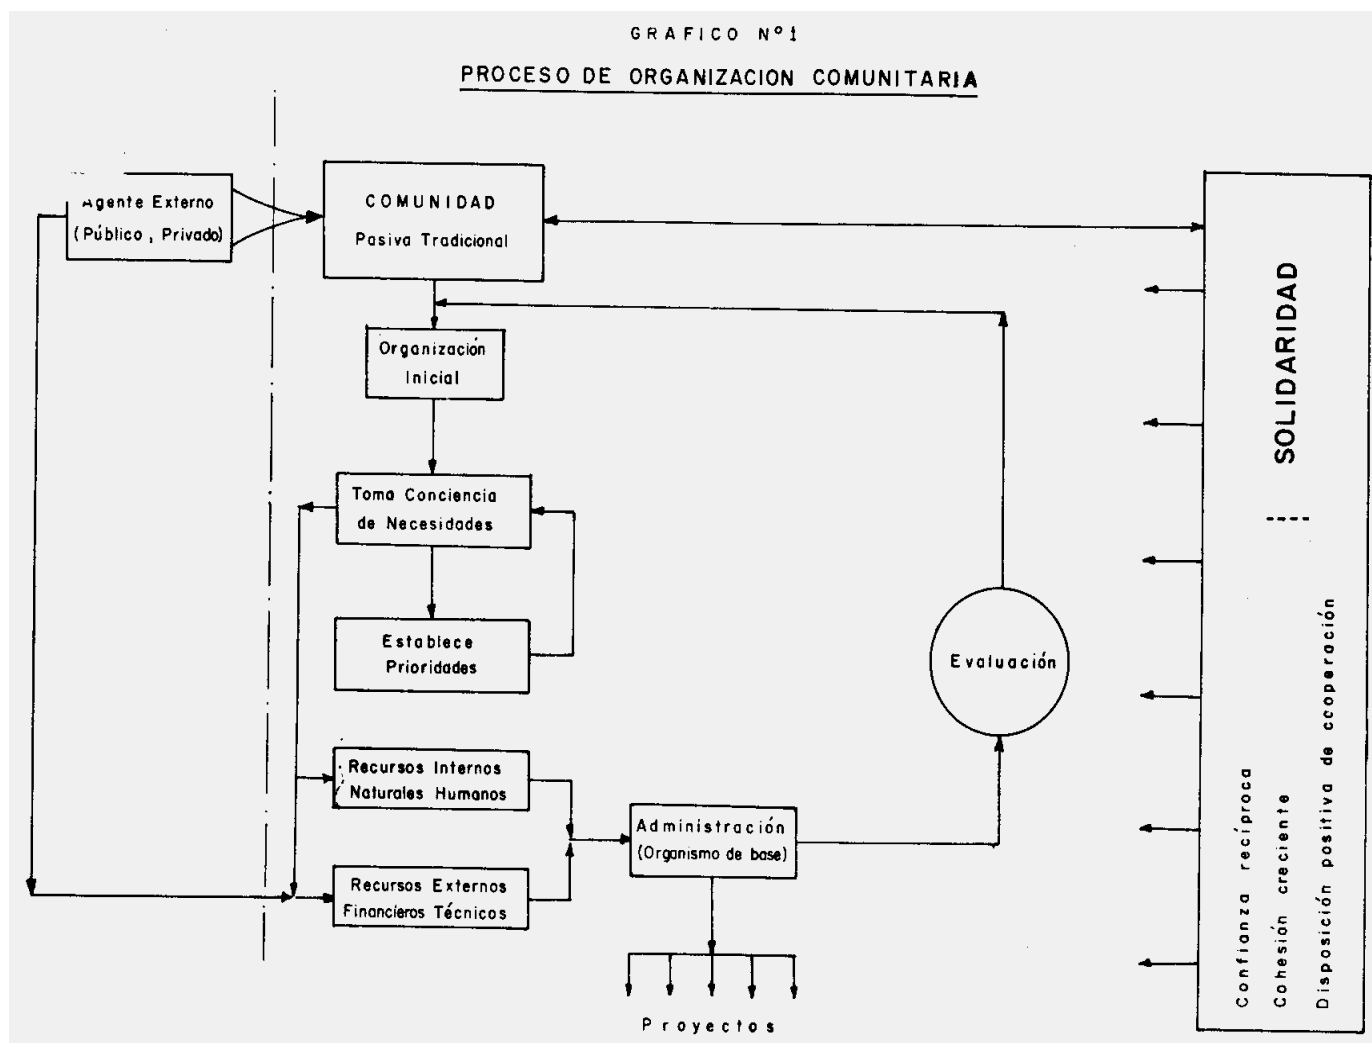 GRAFICO Nº1
PROCESO DE ORGANIZACION COMUNITARIA
Agente Externo
(Público, Privado)
COMUNIDAD
Pasiva Tradicional
Organización
Inicial
Toma Conciencia
de Necesidades
Establece
Prioridades
Recursos Internos
Naturales Humanos
Recursos Externos
Financieros Técnicos
Administración
(Organismo de base)
Proyectos
Evaluación
SOLIDARIDAD
Confianza recíproca
Cohesión creciente
Disposición positiva de ccoperación